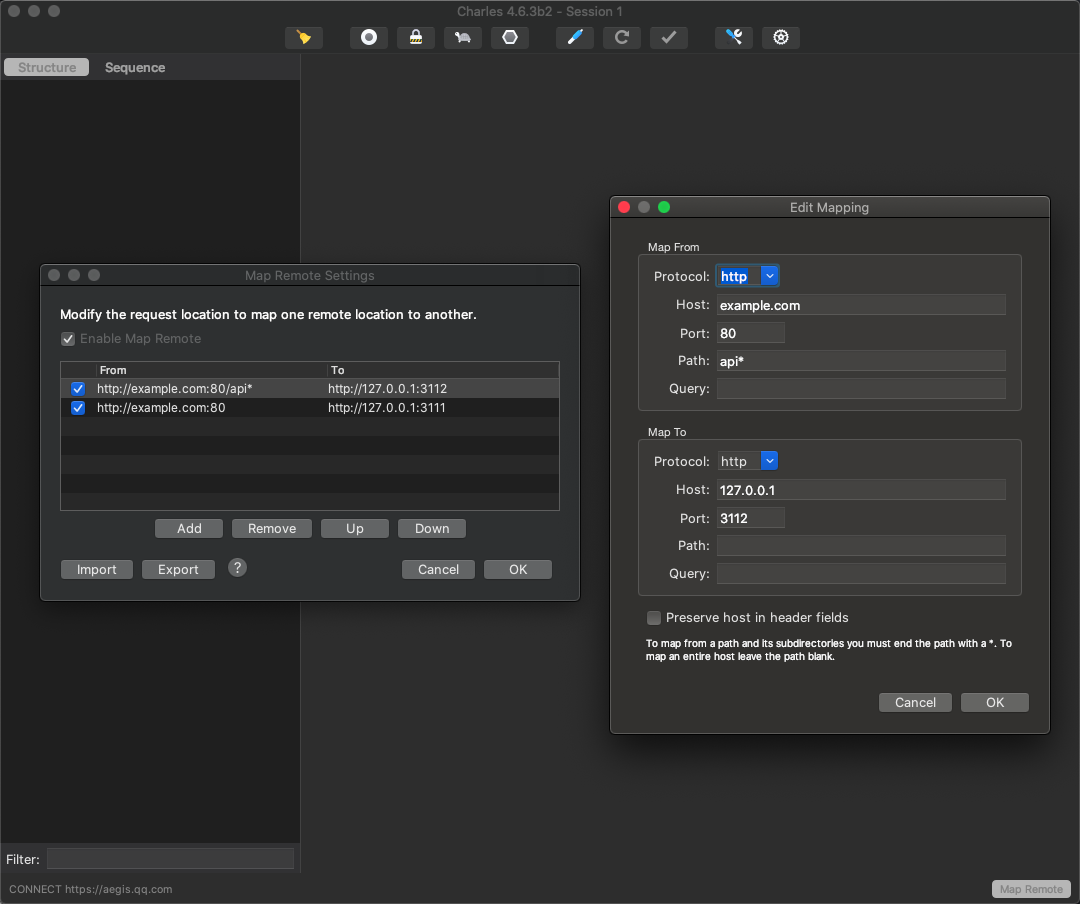 Charles 4.6.3b2 - Session 1
Structure
Sequence
Map Remote Settings
Modify the request location to map one remote location to another.
Enable Map Remote
From
To
http://example.com:80/api*
http://127.0.0.1:3112
http://example.com:80
http://127.0.0.1:3111
Add
Remove
Up
Down
Import
Export
?
Cancel
OK
Edit Mapping
Map From
Protocol: http
Host: example.com
Port: 80
Path: api*
Query:
Map To
Protocol: http
Host: 127.0.0.1
Port: 3112
Path:
Query:
Preserve host in header fields
To map from a path and its subdirectories you must end the path with a *. To
map an entire host leave the path blank.
Cancel
OK
Filter:
CONNECT https://aegis.qq.com
Map Remote